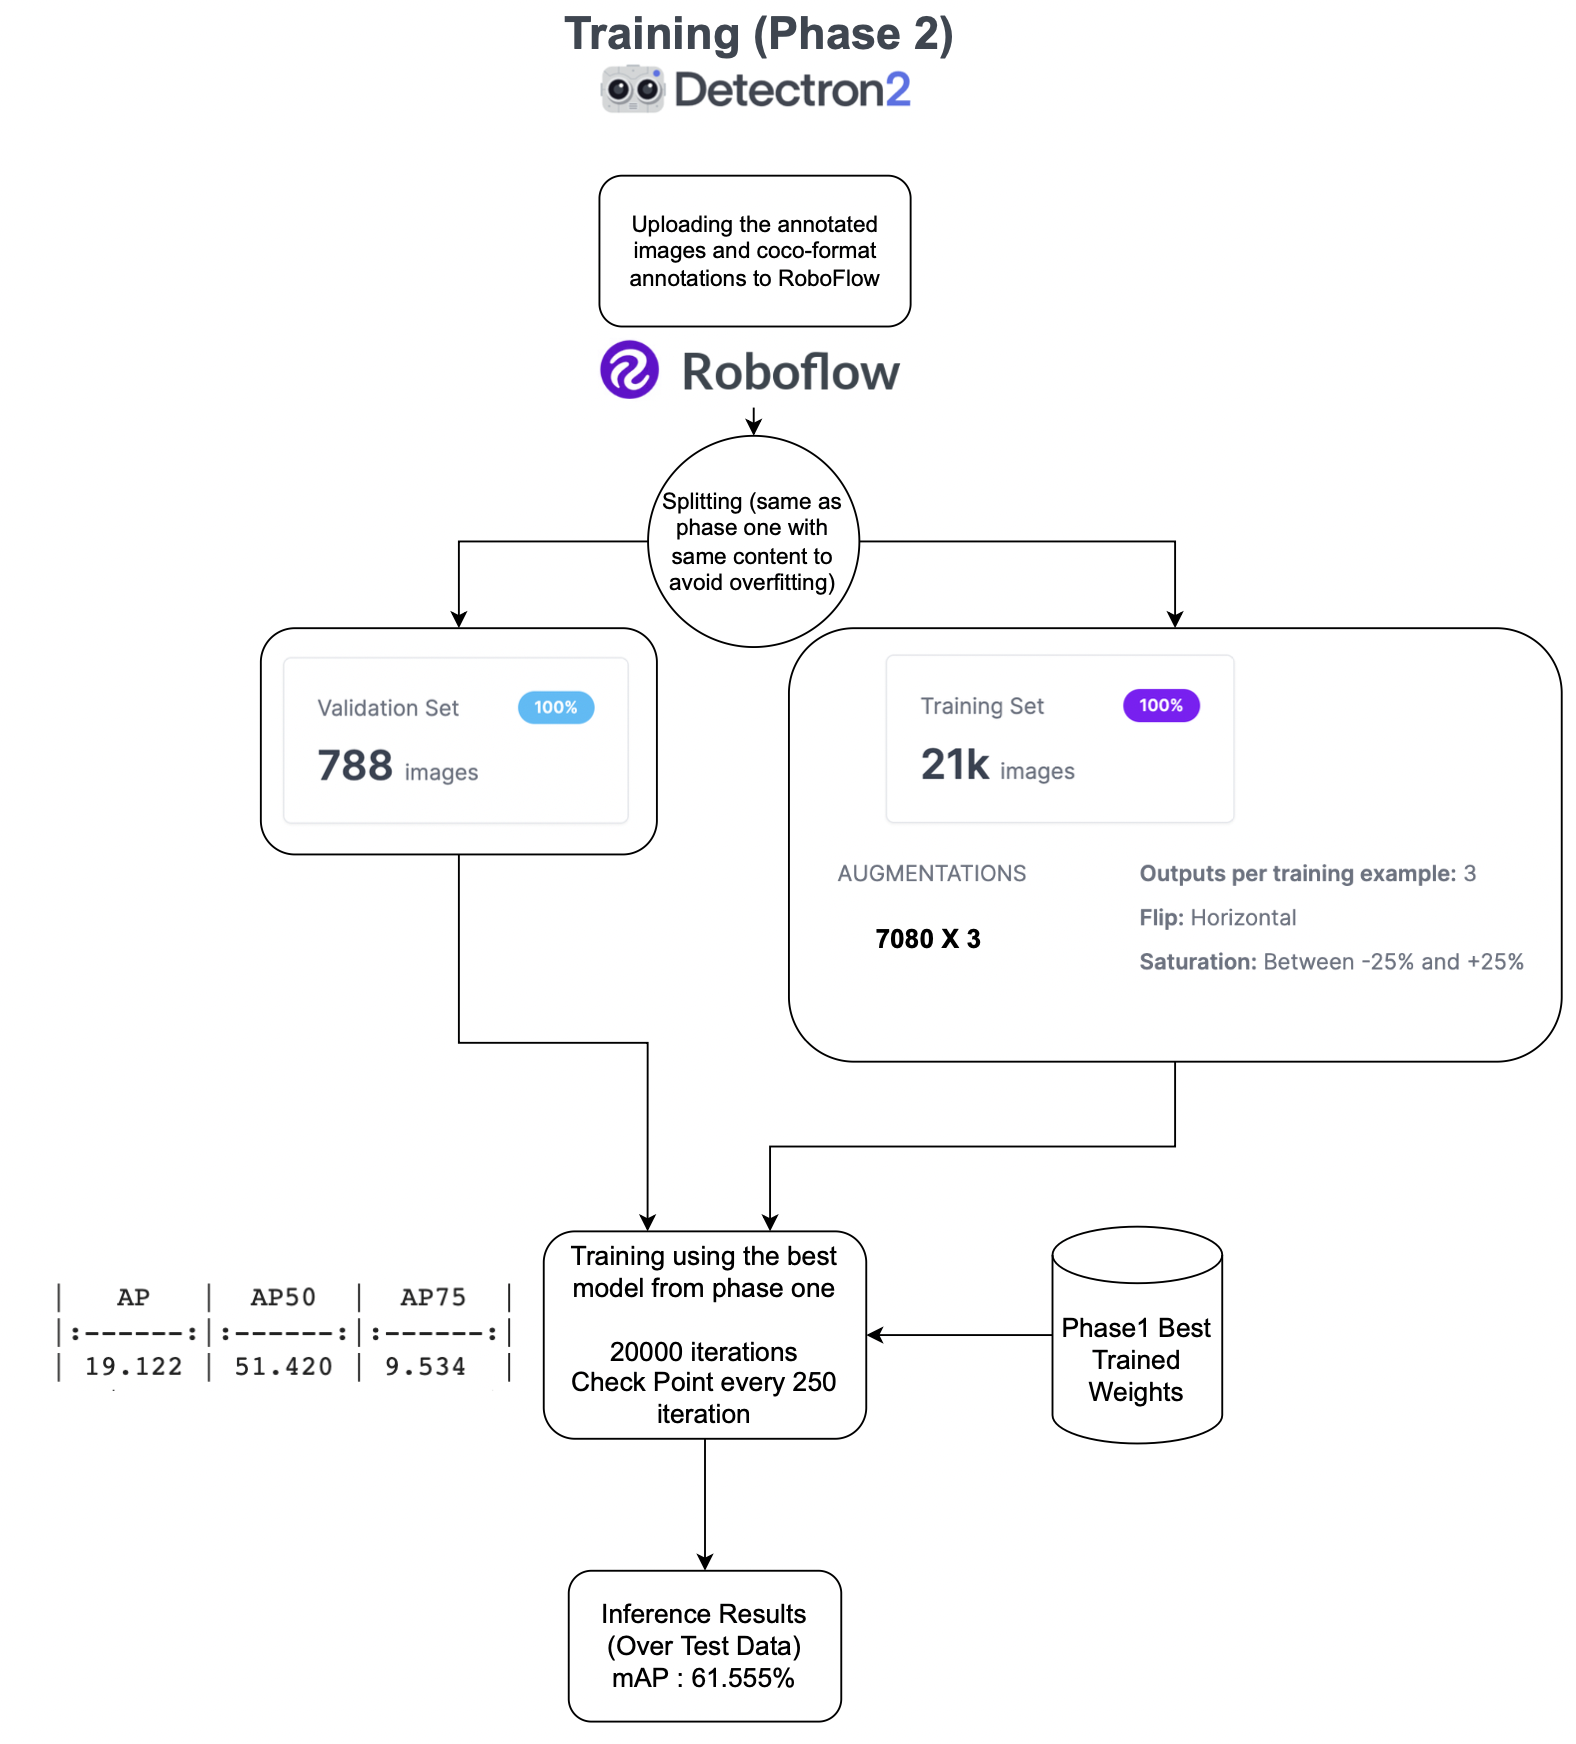 Training (Phase 2)
Detectron2
Uploading the annotated
images and coco-format
annotations to RoboFlow
Roboflow
Splitting (same as
phase one with
same content to
avoid overfitting)
Validation Set 100%
788 images
Training Set 100%
21k images
AUGMENTATIONS
7080 X 3
Outputs per training example: 3
Flip: Horizontal
Saturation: Between -25% and +25%
| AP | AP50 | AP75 |
|:------:|:------:|:------:|
| 19.122 | 51.420 | 9.534 |
Training using the best
model from phase one
20000 iterations
Check Point every 250
iteration
Phase1 Best
Trained
Weights
Inference Results
(Over Test Data)
mAP : 61.555%